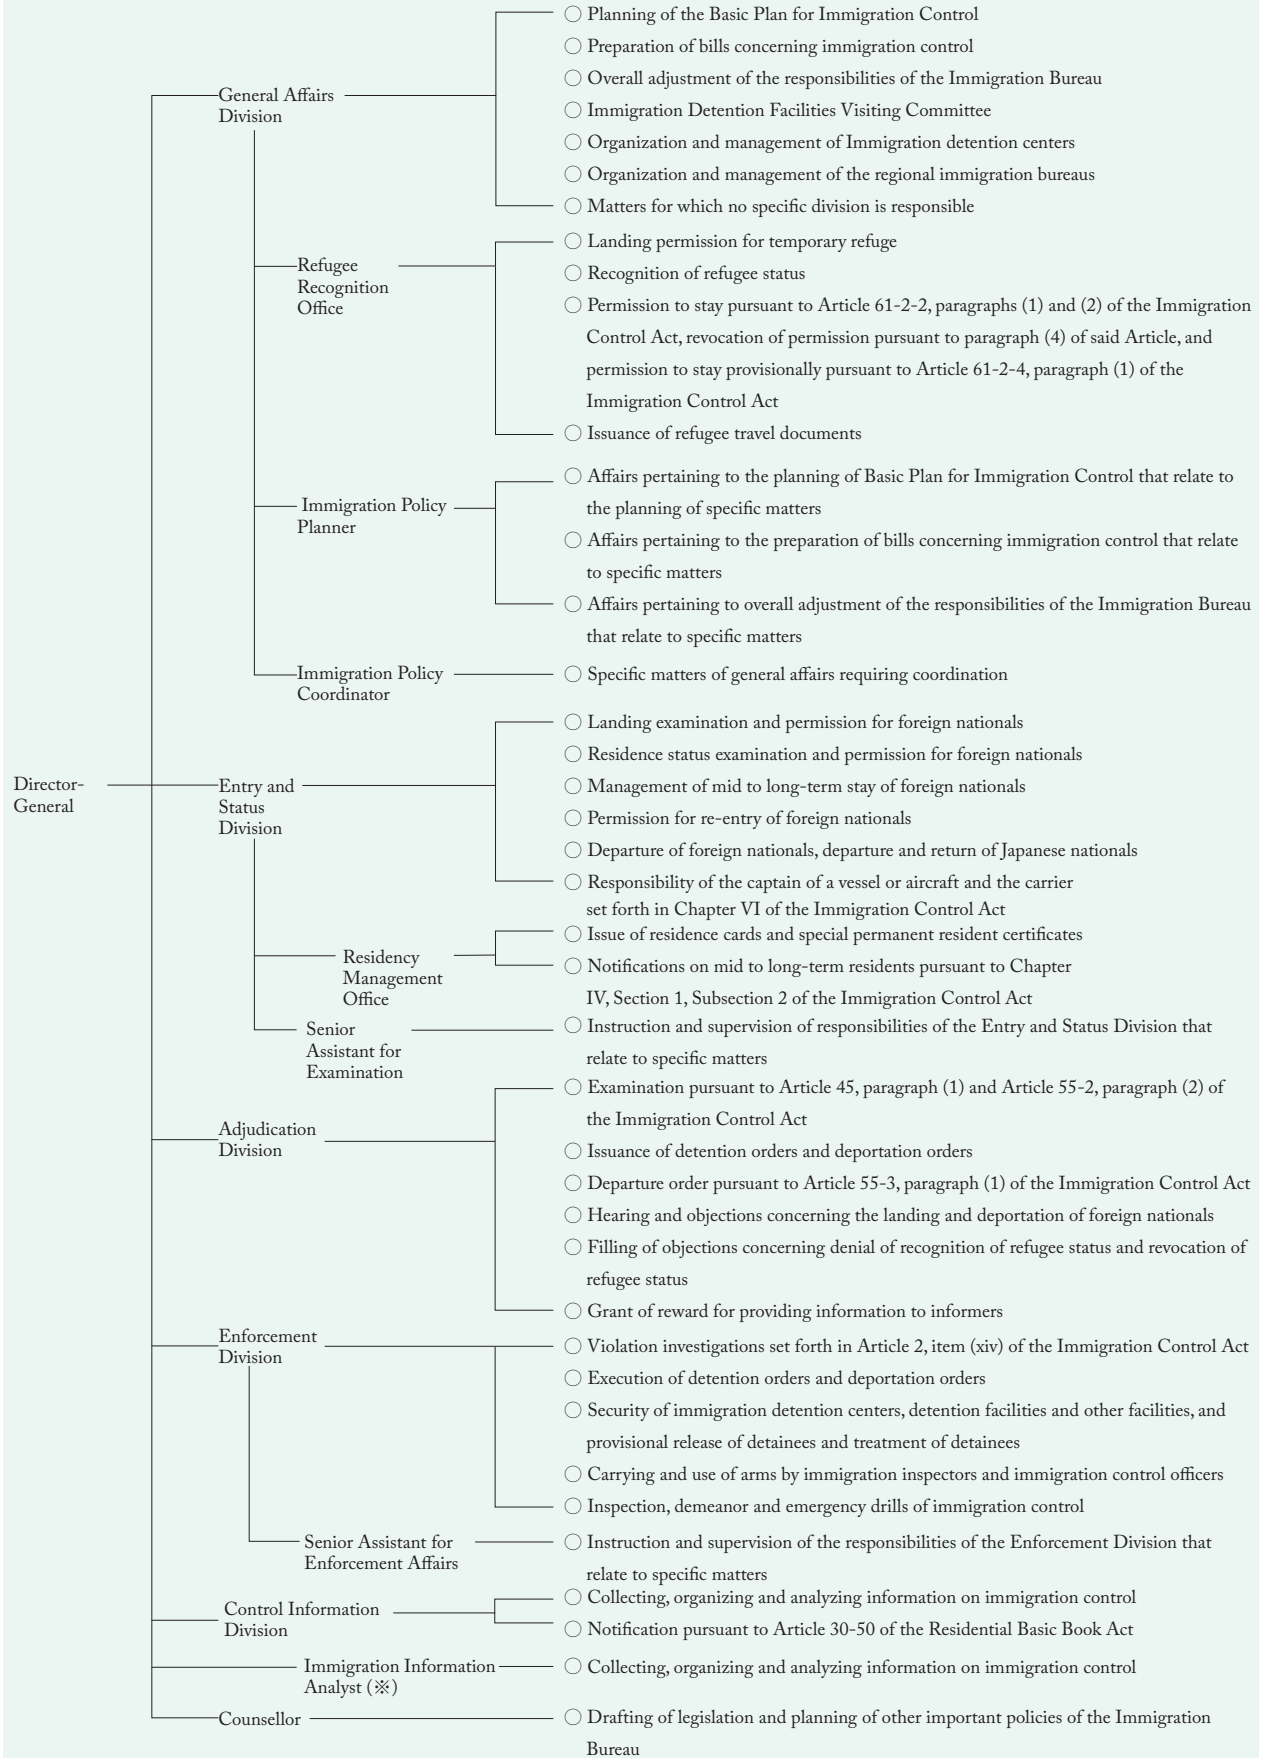 ○ Planning of the Basic Plan for Immigration Control
○ Preparation of bills concerning immigration control
○ Overall adjustment of the responsibilities of the Immigration Bureau
General Affairs
Division
○ Immigration Detention Facilities Visiting Committee
○ Organization and management of Immigration detention centers
○ Organization and management of the regional immigration bureaus
○ Matters for which no specific division is responsible
Refugee
Recognition
Office
○ Landing permission for temporary refuge
○ Recognition of refugee status
○ Permission to stay pursuant to Article 61-2-2, paragraphs (1) and (2) of the Immigration
Control Act, revocation of permission pursuant to paragraph (4) of said Article, and
permission to stay provisionally pursuant to Article 61-2-4, paragraph (1) of the
Immigration Control Act
○ Issuance of refugee travel documents
Immigration Policy
Planner
○ Affairs pertaining to the planning of Basic Plan for Immigration Control that relate to
the planning of specific matters
○ Affairs pertaining to the preparation of bills concerning immigration control that relate
to specific matters
○ Affairs pertaining to overall adjustment of the responsibilities of the Immigration Bureau
that relate to specific matters
Immigration Policy
Coordinator
○ Specific matters of general affairs requiring coordination
Director-
General
Entry and
Status
Division
○ Landing examination and permission for foreign nationals
○ Residence status examination and permission for foreign nationals
○ Management of mid to long-term stay of foreign nationals
○ Permission for re-entry of foreign nationals
○ Departure of foreign nationals, departure and return of Japanese nationals
○ Responsibility of the captain of a vessel or aircraft and the carrier
set forth in Chapter VI of the Immigration Control Act
Residency
Management
Office
○ Issue of residence cards and special permanent resident certificates
○ Notifications on mid to long-term residents pursuant to Chapter
IV, Section 1, Subsection 2 of the Immigration Control Act
Senior
Assistant for
Examination
○ Instruction and supervision of responsibilities of the Entry and Status Division that
relate to specific matters
Adjudication
Division
○ Examination pursuant to Article 45, paragraph (1) and Article 55-2, paragraph (2) of
the Immigration Control Act
○ Issuance of detention orders and deportation orders
○ Departure order pursuant to Article 55-3, paragraph (1) of the Immigration Control Act
○ Hearing and objections concerning the landing and deportation of foreign nationals
○ Filling of objections concerning denial of recognition of refugee status and revocation of
refugee status
○ Grant of reward for providing information to informers
Enforcement
Division
○ Violation investigations set forth in Article 2, item (xiv) of the Immigration Control Act
○ Execution of detention orders and deportation orders
○ Security of immigration detention centers, detention facilities and other facilities, and
provisional release of detainees and treatment of detainees
○ Carrying and use of arms by immigration inspectors and immigration control officers
○ Inspection, demeanor and emergency drills of immigration control
Senior Assistant for
Enforcement Affairs
○ Instruction and supervision of the responsibilities of the Enforcement Division that
relate to specific matters
Control Information
Division
○ Collecting, organizing and analyzing information on immigration control
○ Notification pursuant to Article 30-50 of the Residential Basic Book Act
Immigration Information
Analyst (※)
○ Collecting, organizing and analyzing information on immigration control
Counsellor
○ Drafting of legislation and planning of other important policies of the Immigration
Bureau